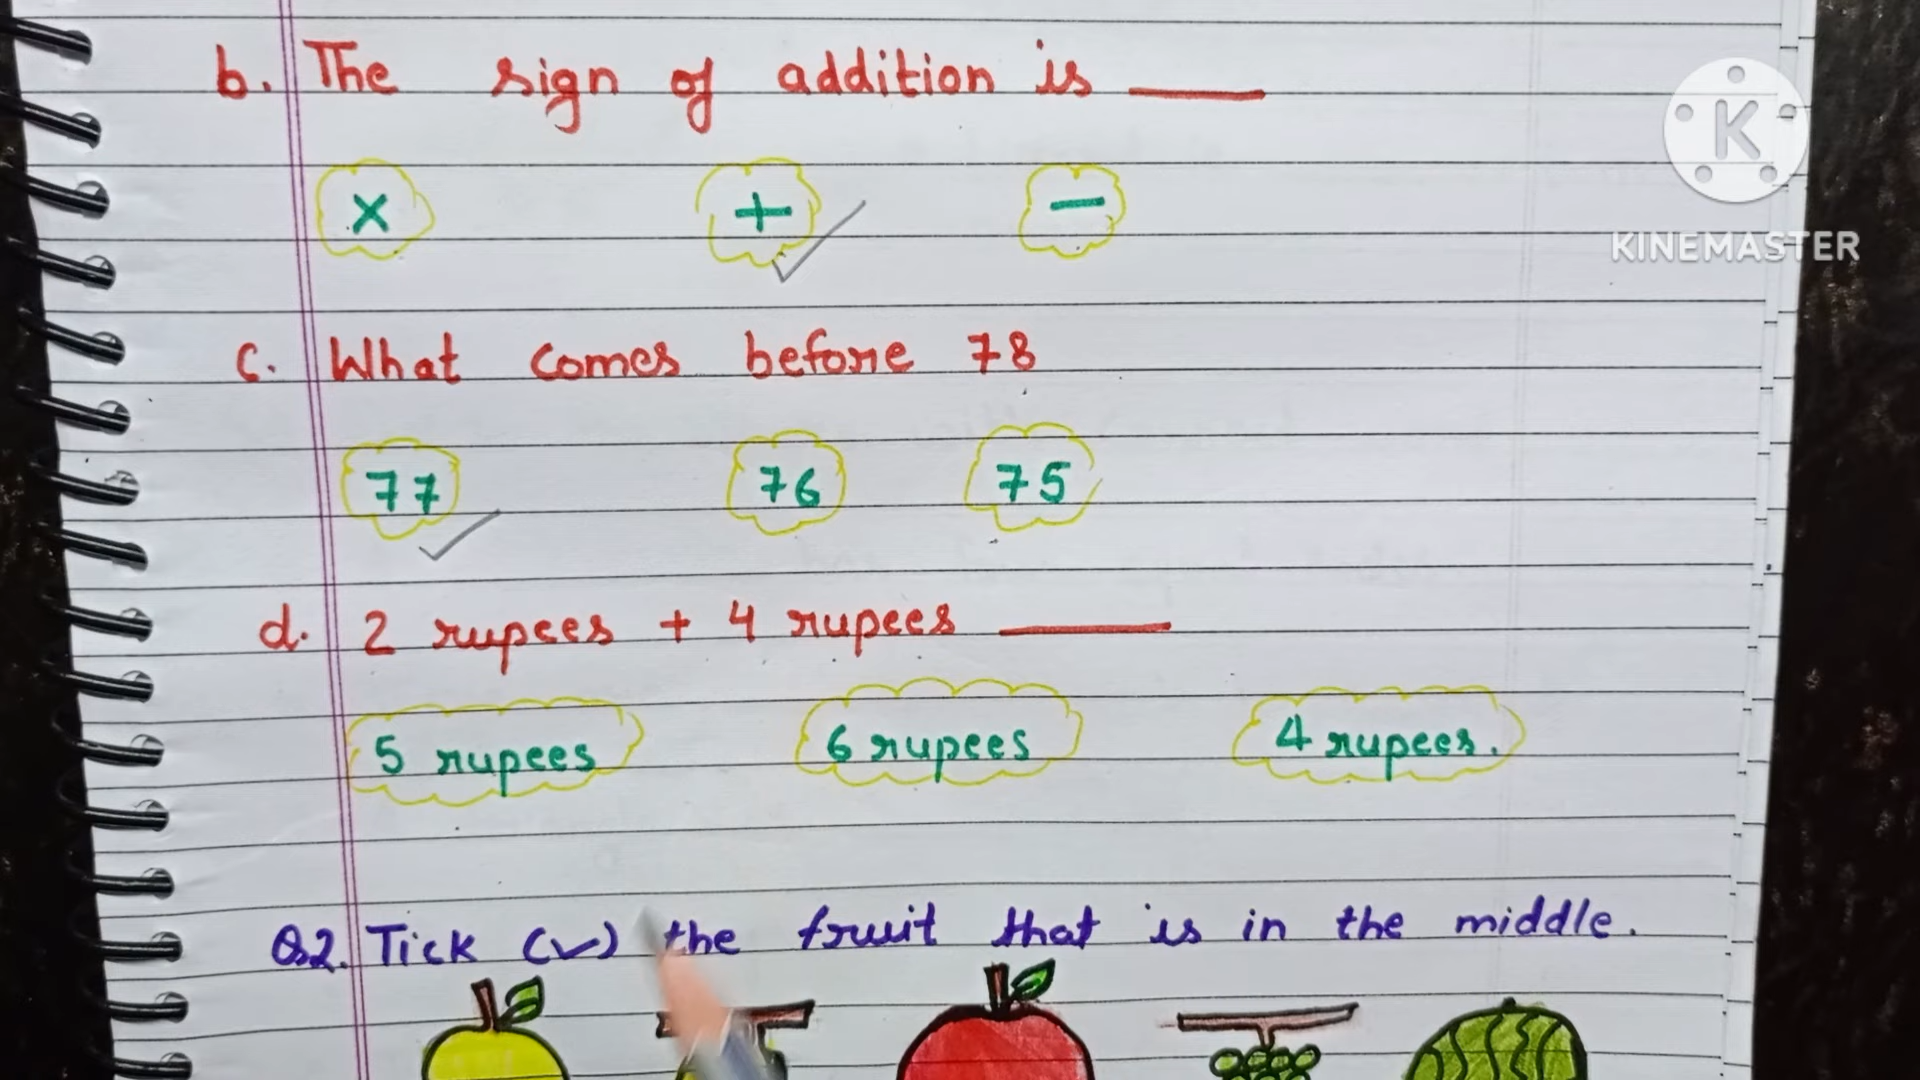 b. The sign of addition is ____
× + −
K
KINEMASTER
c. What comes before 78
77 76 75
d. 2 rupees + 4 rupees ____
5 rupees 6 rupees 4 rupees.
Q2. Tick (✓) the fruit that is in the middle.